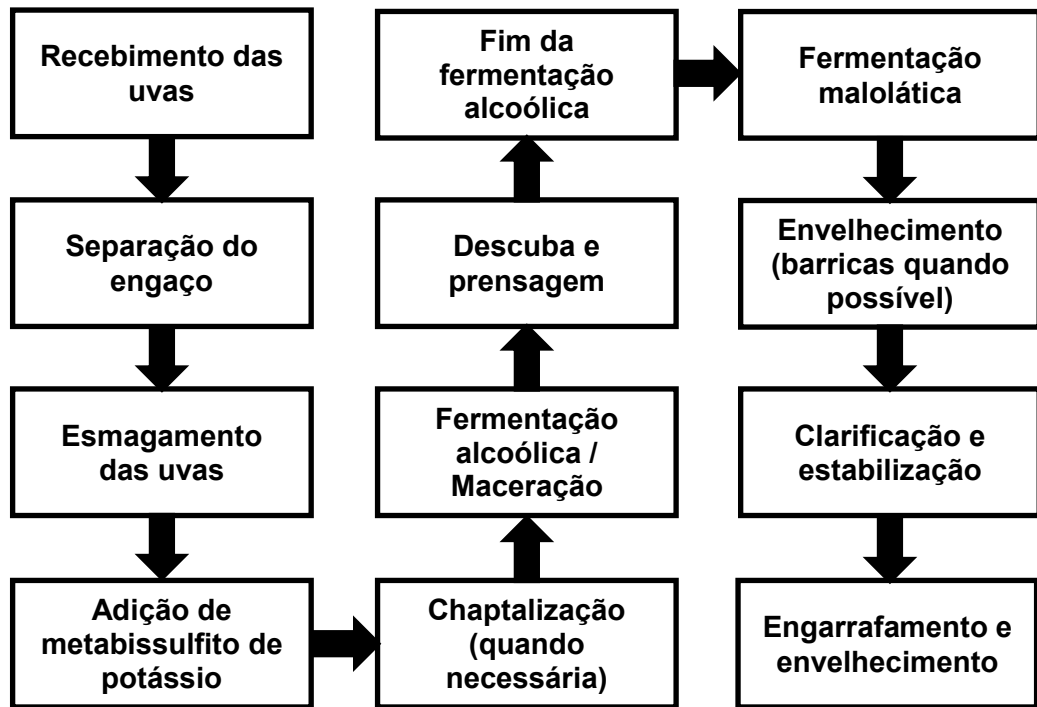 Recebimento das
uvas
Separação do
engaço
Esmagamento
das uvas
Adição de
metabissulfito de
potássio
Chaptalização
(quando
necessária)
Fermentação
alcoólica /
Maceração
Descuba e
prensagem
Fim da
fermentação
alcoólica
Fermentação
malolática
Envelhecimento
(barricas quando
possível)
Clarificação e
estabilização
Engarrafamento e
envelhecimento